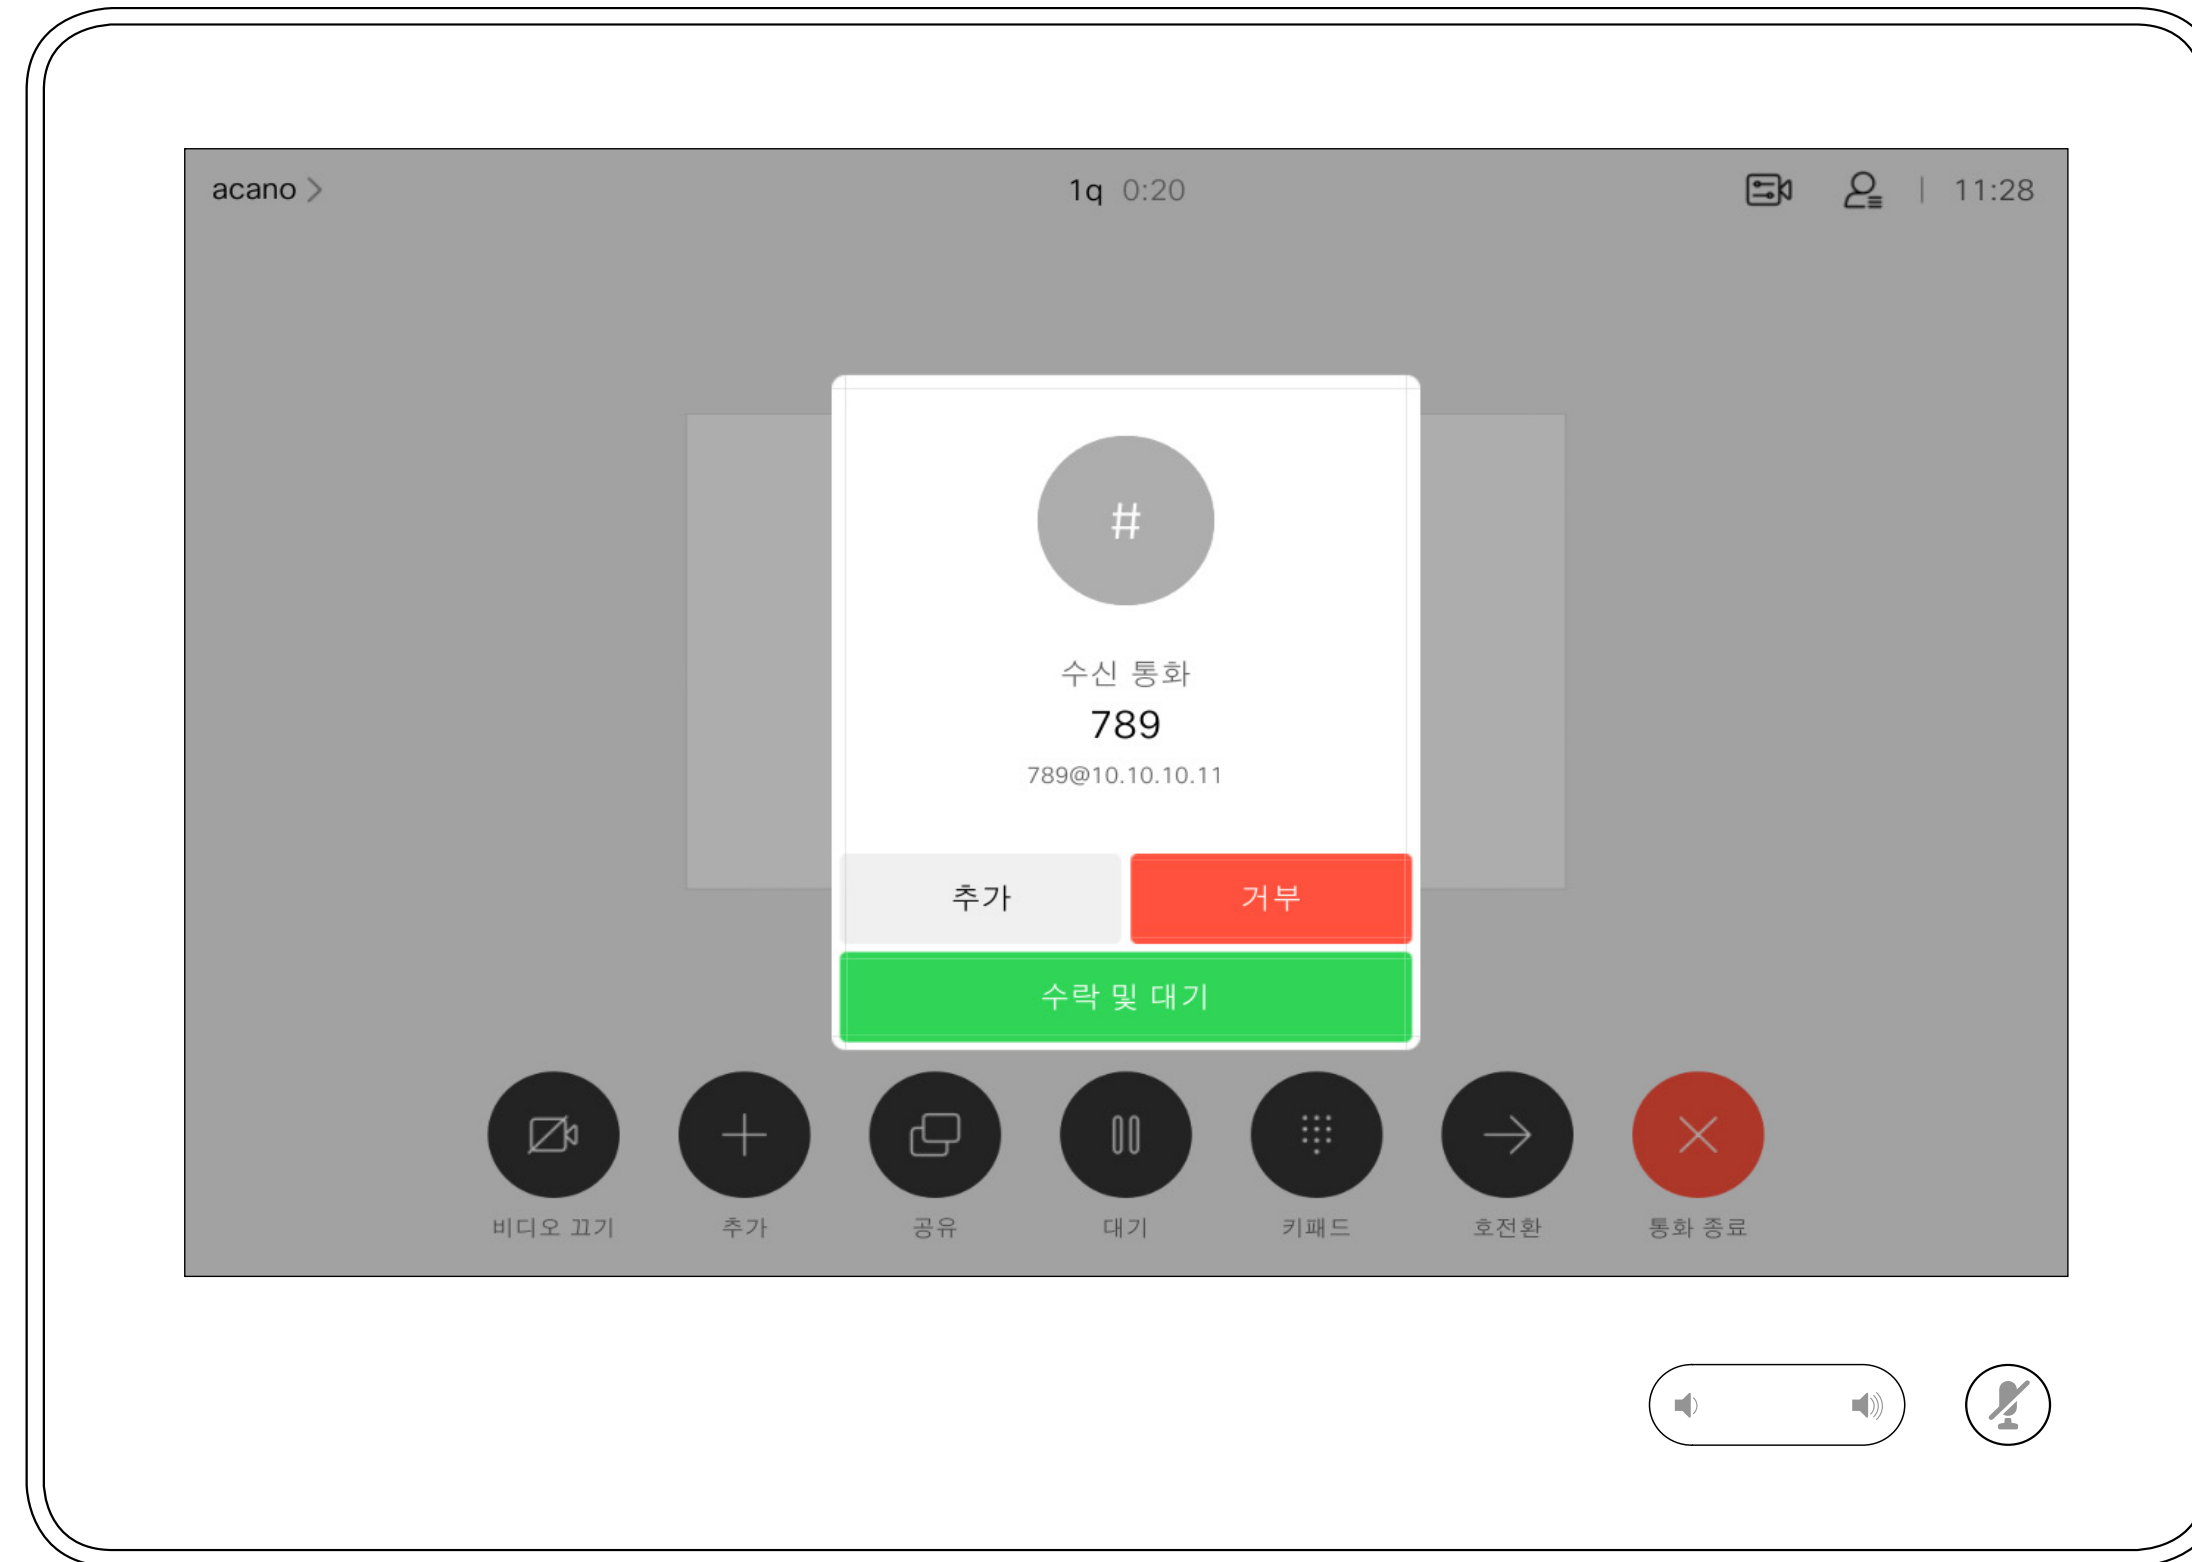 acano
1q 0:20
11:28
#
수신 통화
789
789@10.10.10.11
추가
거부
수락 및 대기
비디오 끄기
추가
공유
대기
키패드
호전환
통화 종료